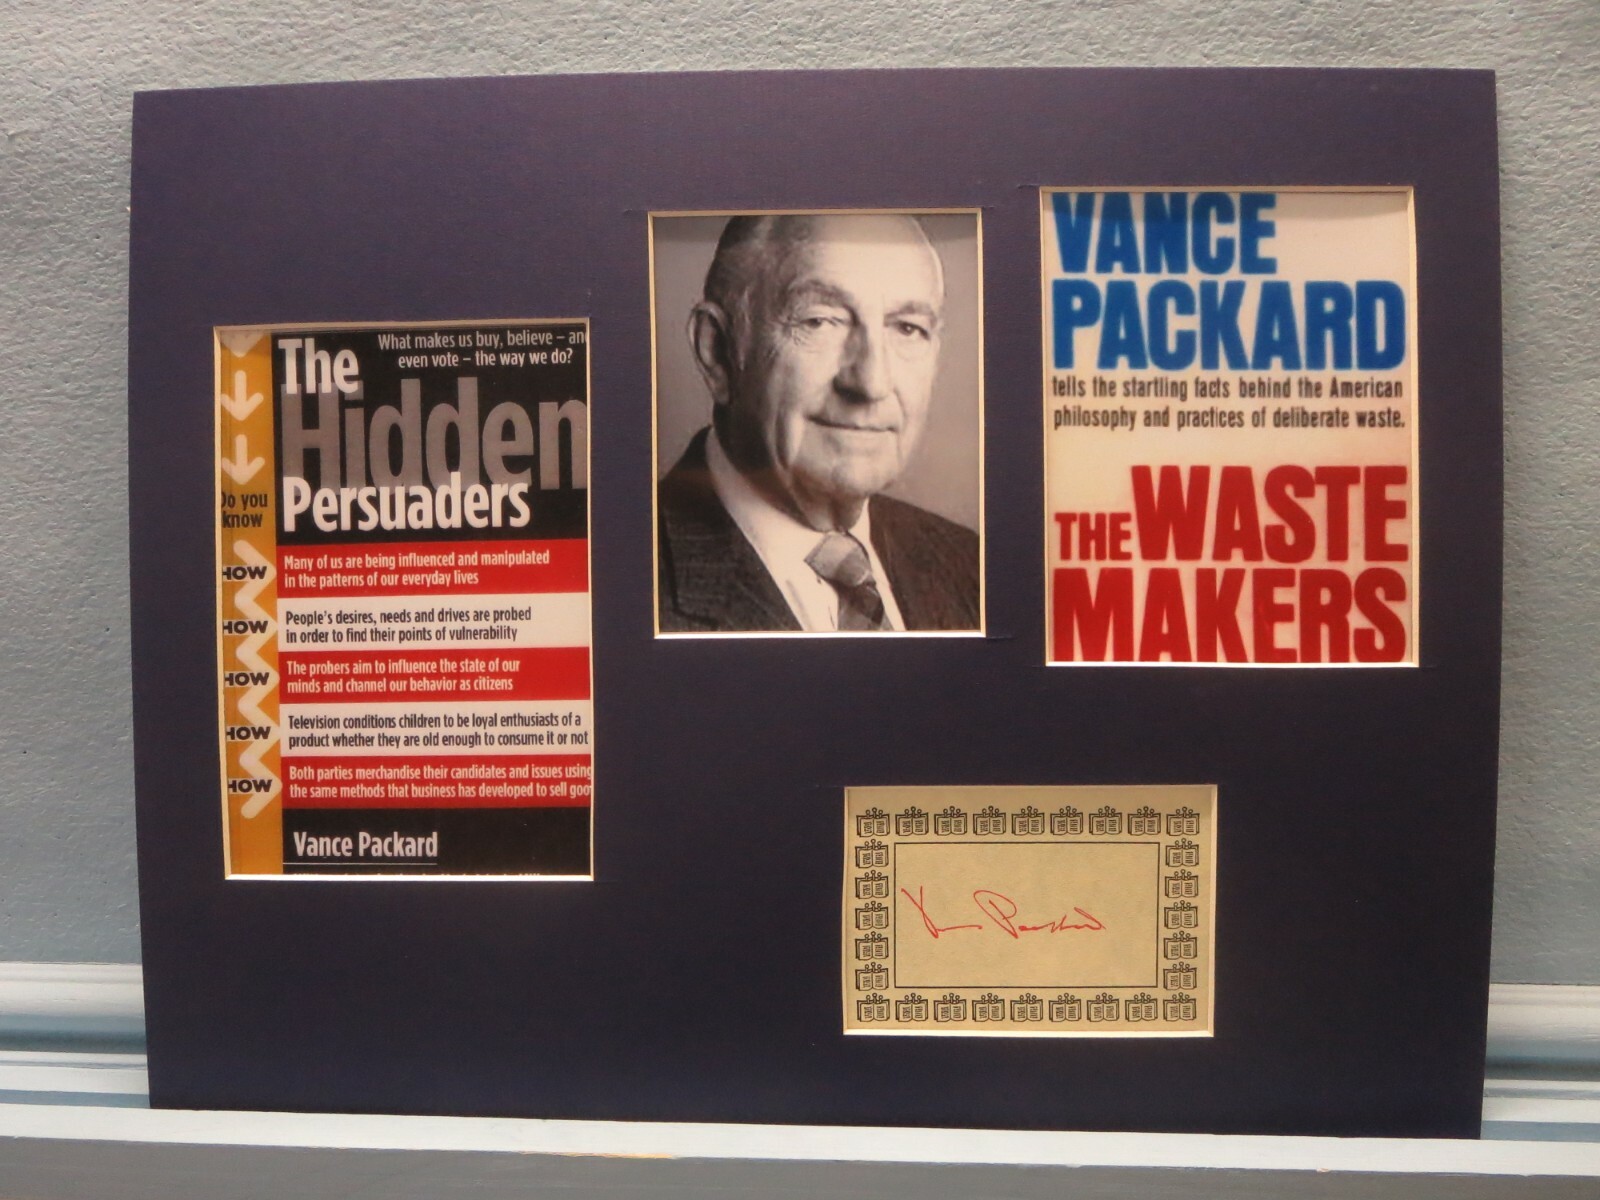 What makes us buy, believe – and
even vote – the way we do?
The
Hidden
Persuaders
Do you
know
HOW
Many of us are being influenced and manipulated
in the patterns of our everyday lives
HOW
People's desires, needs and drives are probed
in order to find their points of vulnerability
HOW
The probers aim to influence the state of our
minds and channel our behavior as citizens
HOW
Television conditions children to be loyal enthusiasts of a
product whether they are old enough to consume it or not
HOW
Both parties merchandise their candidates and issues using
the same methods that business has developed to sell goo
Vance Packard
VANCE
PACKARD
tells the startling facts behind the American
philosophy and practices of deliberate waste.
THE WASTE
MAKERS
Vance Packard